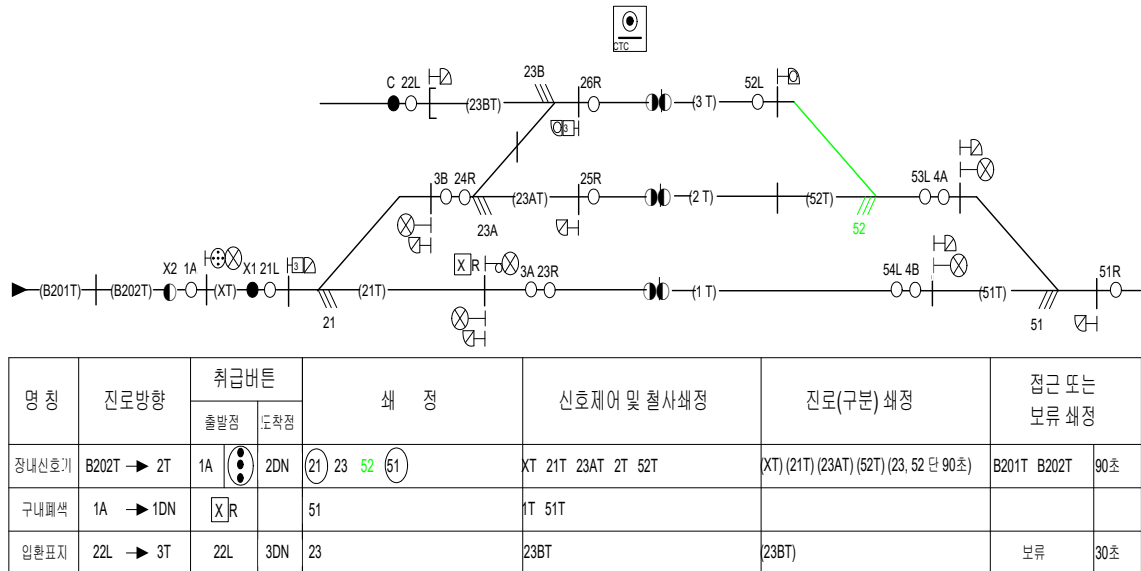 CTC
C 22L
23B
26R
52L
(23BT)
(3 T)
3
3B 24R
25R
53L 4A
(23AT)
(2 T)
(52T)
23A
52
X2 1A
X1 21L
3
X R
3A 23R
54L 4B
51R
(B201T)
(B202T)
(XT)
(21T)
(1 T)
(51T)
21
51
명 칭 진로방향 취급버튼 쇄 정 신호제어 및 철사쇄정 진로(구분) 쇄정 접근 또는
보류 쇄정
출발점 도착점
장내신호기 B202T 2T 1A 2DN 21 23 52 51 XT 21T 23AT 2T 52T (XT) (21T) (23AT) (52T) (23, 52 단 90초) B201T B202T 90초
구내폐색 1A 1DN X R 51 1T 51T
입환표지 22L 3T 22L 3DN 23 23BT (23BT) 보류 30초